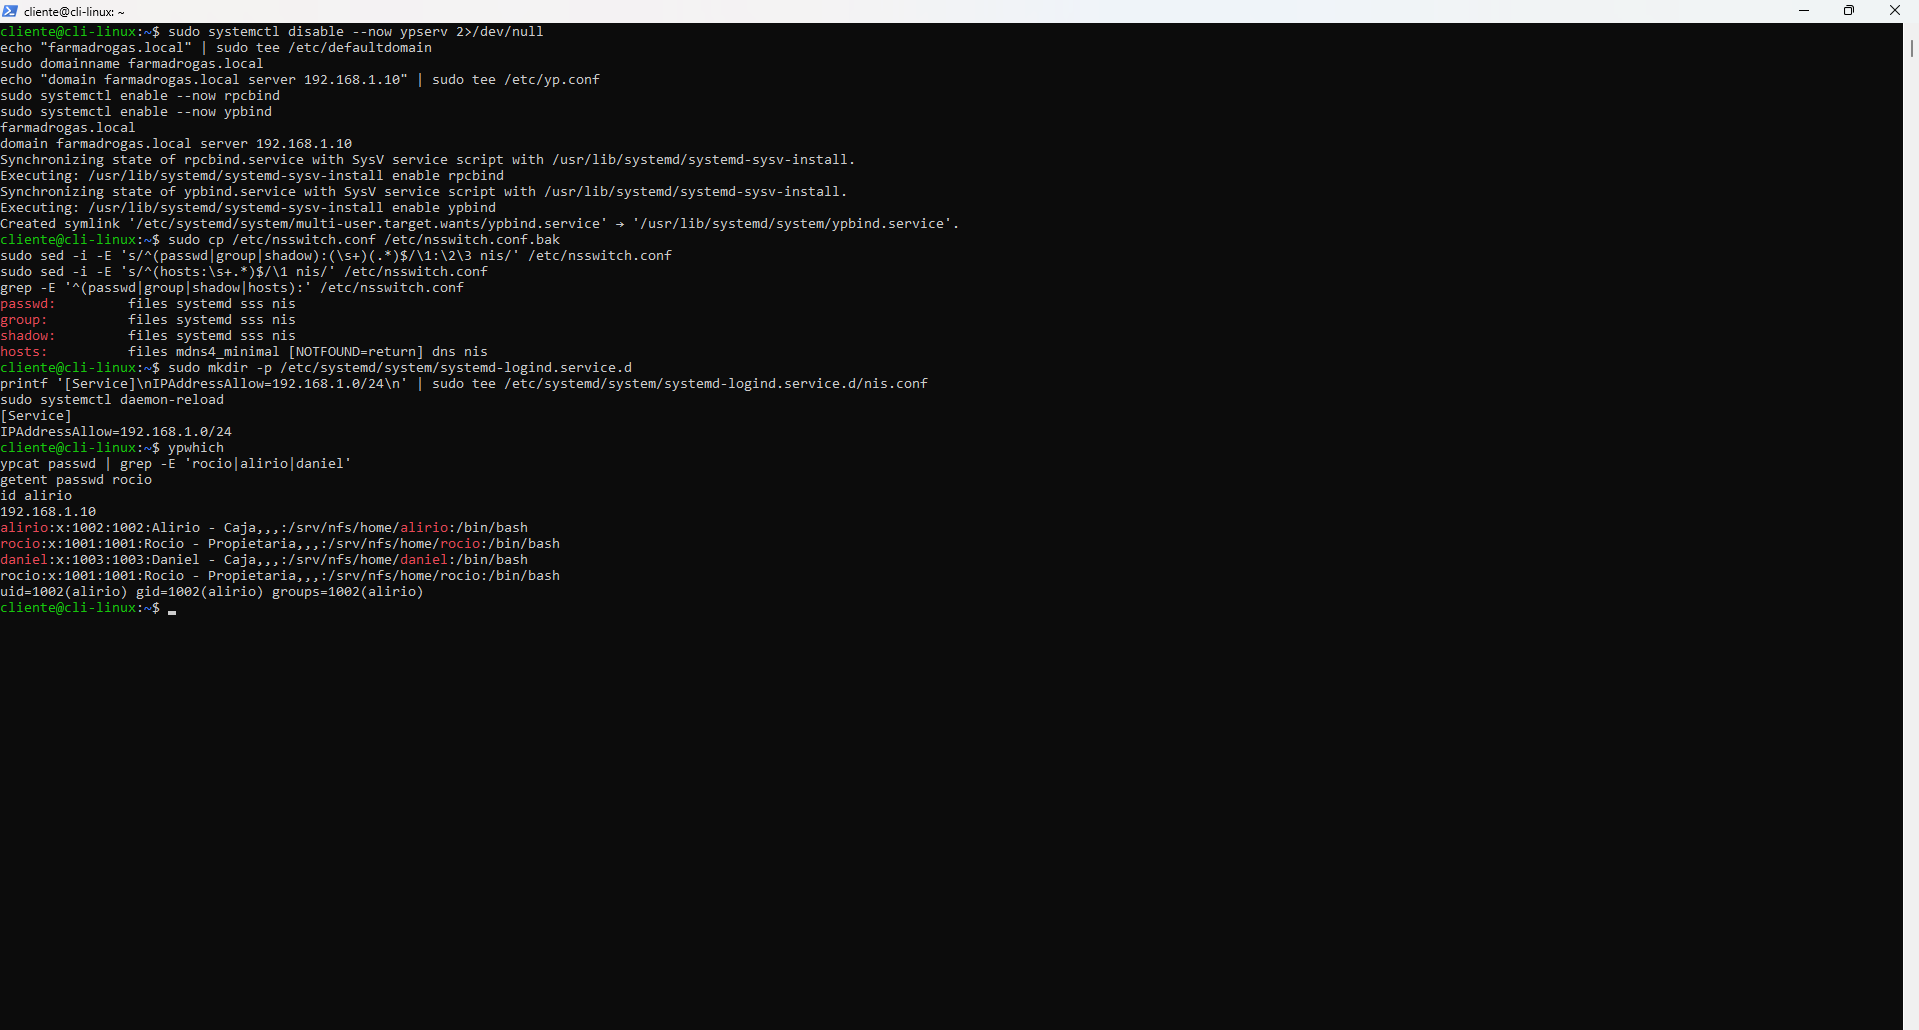 cliente@cli-linux: ~
cliente@cli-linux:~$ sudo systemctl disable --now ypserv 2>/dev/null
echo "farmadrogas.local" | sudo tee /etc/defaultdomain
sudo domainname farmadrogas.local
echo "domain farmadrogas.local server 192.168.1.10" | sudo tee /etc/yp.conf
sudo systemctl enable --now rpcbind
sudo systemctl enable --now ypbind
farmadrogas.local
domain farmadrogas.local server 192.168.1.10
Synchronizing state of rpcbind.service with SysV service script with /usr/lib/systemd/systemd-sysv-install.
Executing: /usr/lib/systemd/systemd-sysv-install enable rpcbind
Synchronizing state of ypbind.service with SysV service script with /usr/lib/systemd/systemd-sysv-install.
Executing: /usr/lib/systemd/systemd-sysv-install enable ypbind
Created symlink '/etc/systemd/system/multi-user.target.wants/ypbind.service' → '/usr/lib/systemd/system/ypbind.service'.
cliente@cli-linux:~$ sudo cp /etc/nsswitch.conf /etc/nsswitch.conf.bak
sudo sed -i -E 's/^(passwd|group|shadow):(\s+)(.*)$/\1:\2\3 nis/' /etc/nsswitch.conf
sudo sed -i -E 's/^(hosts:\s+.*)$/\1 nis/' /etc/nsswitch.conf
grep -E '^(passwd|group|shadow|hosts):' /etc/nsswitch.conf
passwd:         files systemd sss nis
group:          files systemd sss nis
shadow:         files systemd sss nis
hosts:          files mdns4_minimal [NOTFOUND=return] dns nis
cliente@cli-linux:~$ sudo mkdir -p /etc/systemd/system/systemd-logind.service.d
printf '[Service]\nIPAddressAllow=192.168.1.0/24\n' | sudo tee /etc/systemd/system/systemd-logind.service.d/nis.conf
sudo systemctl daemon-reload
[Service]
IPAddressAllow=192.168.1.0/24
cliente@cli-linux:~$ ypwhich
ypcat passwd | grep -E 'rocio|alirio|daniel'
getent passwd rocio
id alirio
192.168.1.10
alirio:x:1002:1002:Alirio - Caja,,,:/srv/nfs/home/alirio:/bin/bash
rocio:x:1001:1001:Rocio - Propietaria,,,:/srv/nfs/home/rocio:/bin/bash
daniel:x:1003:1003:Daniel - Caja,,,:/srv/nfs/home/daniel:/bin/bash
rocio:x:1001:1001:Rocio - Propietaria,,,:/srv/nfs/home/rocio:/bin/bash
uid=1002(alirio) gid=1002(alirio) groups=1002(alirio)
cliente@cli-linux:~$